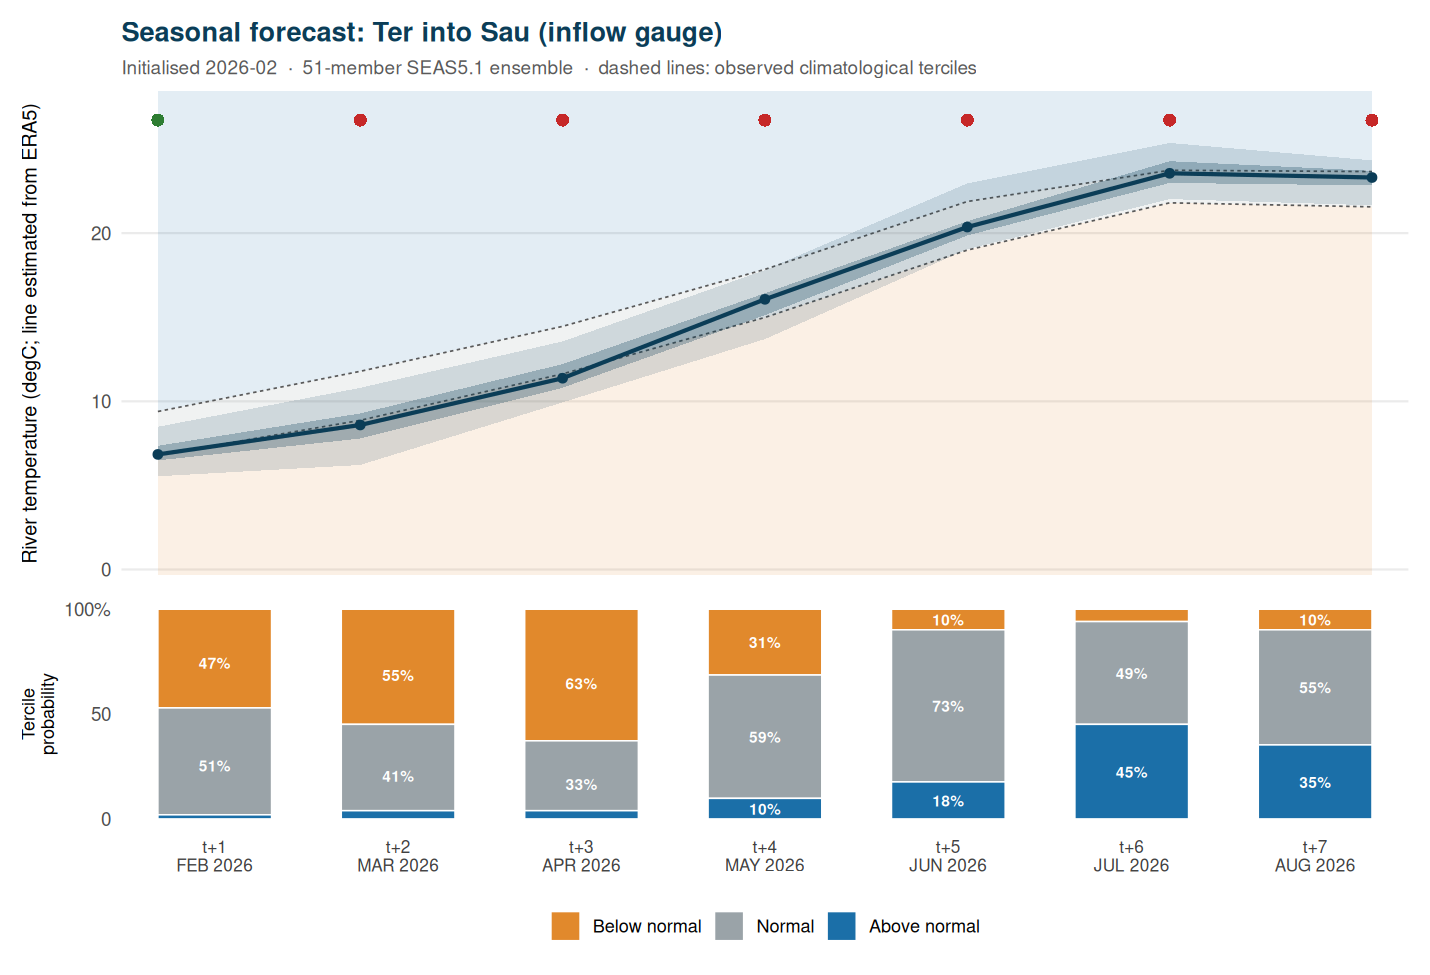 Seasonal forecast: Ter into Sau (inflow gauge)
Initialised 2026-02 · 51-member SEAS5.1 ensemble · dashed lines: observed climatological terciles
River temperature (degC; line estimated from ERA5)
20
10
0
Tercile
probability
100%
50
0
47%
51%
55%
41%
63%
33%
31%
59%
10%
10%
73%
18%
49%
45%
10%
55%
35%
t+1
FEB 2026
t+2
MAR 2026
t+3
APR 2026
t+4
MAY 2026
t+5
JUN 2026
t+6
JUL 2026
t+7
AUG 2026
Below normal
Normal
Above normal